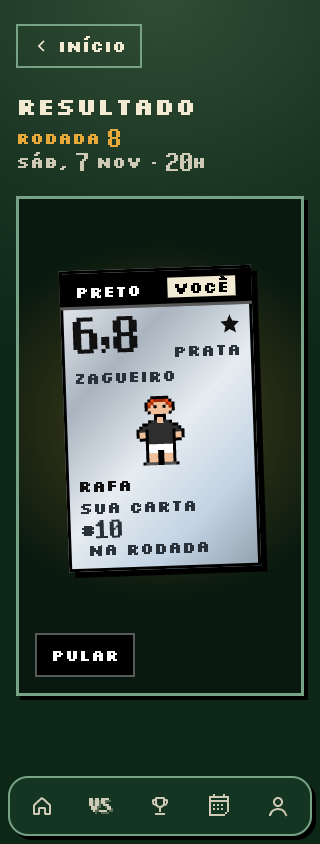 INÍCIO
RESULTADO
RODADA 8
SÁB, 7 NOV · 20H
PRETO VOCÊ
6,8
PRATA
ZAGUEIRO
RAFA
SUA CARTA
#10
NA RODADA
PULAR
VS